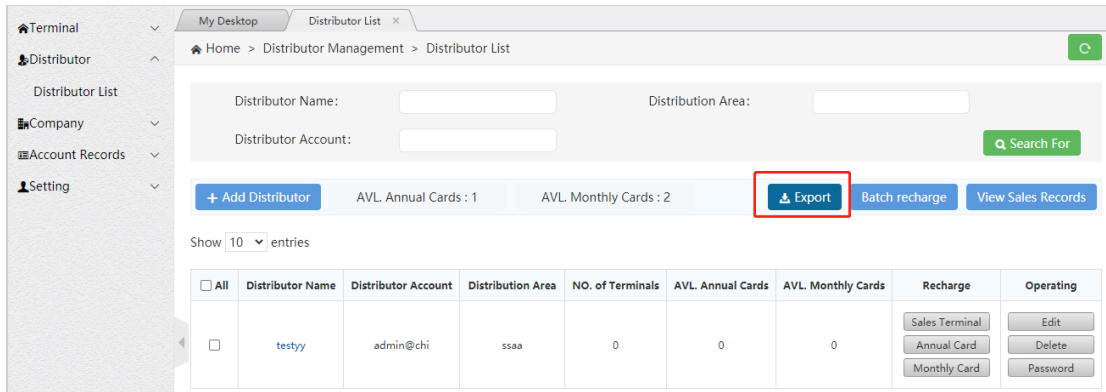 Terminal
Distributor
Distributor List
Company
Account Records
Setting
My Desktop
Distributor List ×
Home > Distributor Management > Distributor List
Distributor Name:
Distribution Area:
Distributor Account:
Search For
+ Add Distributor
AVL. Annual Cards : 1
AVL. Monthly Cards : 2
Export
Batch recharge
View Sales Records
Show 10 entries
All Distributor Name Distributor Account Distribution Area NO. of Terminals AVL. Annual Cards AVL. Monthly Cards Recharge Operating
testyy admin@chi ssaa 0 0 0
Sales Terminal
Annual Card
Monthly Card
Edit
Delete
Password